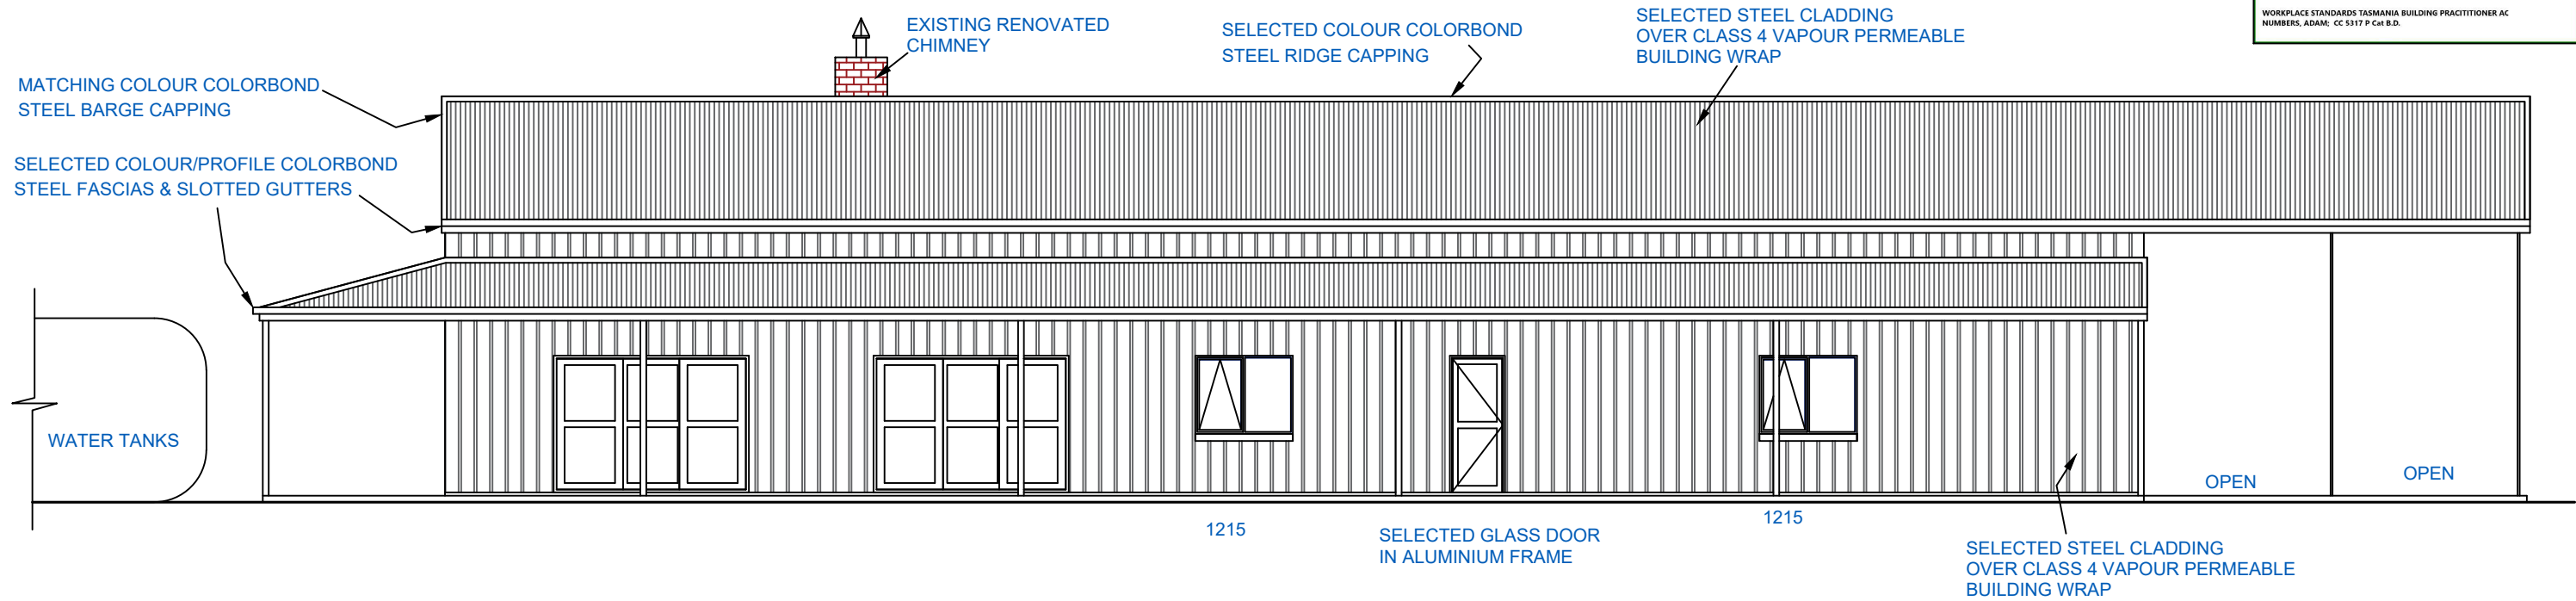 WORKPLACE STANDARDS TASMANIA BUILDING PRACITITIONER AC
NUMBERS, ADAM; CC 5317 P Cat B.D.
EXISTING RENOVATED
CHIMNEY
SELECTED COLOUR COLORBOND
STEEL RIDGE CAPPING
SELECTED STEEL CLADDING
OVER CLASS 4 VAPOUR PERMEABLE
BUILDING WRAP
MATCHING COLOUR COLORBOND
STEEL BARGE CAPPING
SELECTED COLOUR/PROFILE COLORBOND
STEEL FASCIAS & SLOTTED GUTTERS
WATER TANKS
OPEN
OPEN
1215
SELECTED GLASS DOOR
IN ALUMINIUM FRAME
1215
SELECTED STEEL CLADDING
OVER CLASS 4 VAPOUR PERMEABLE
BUILDING WRAP